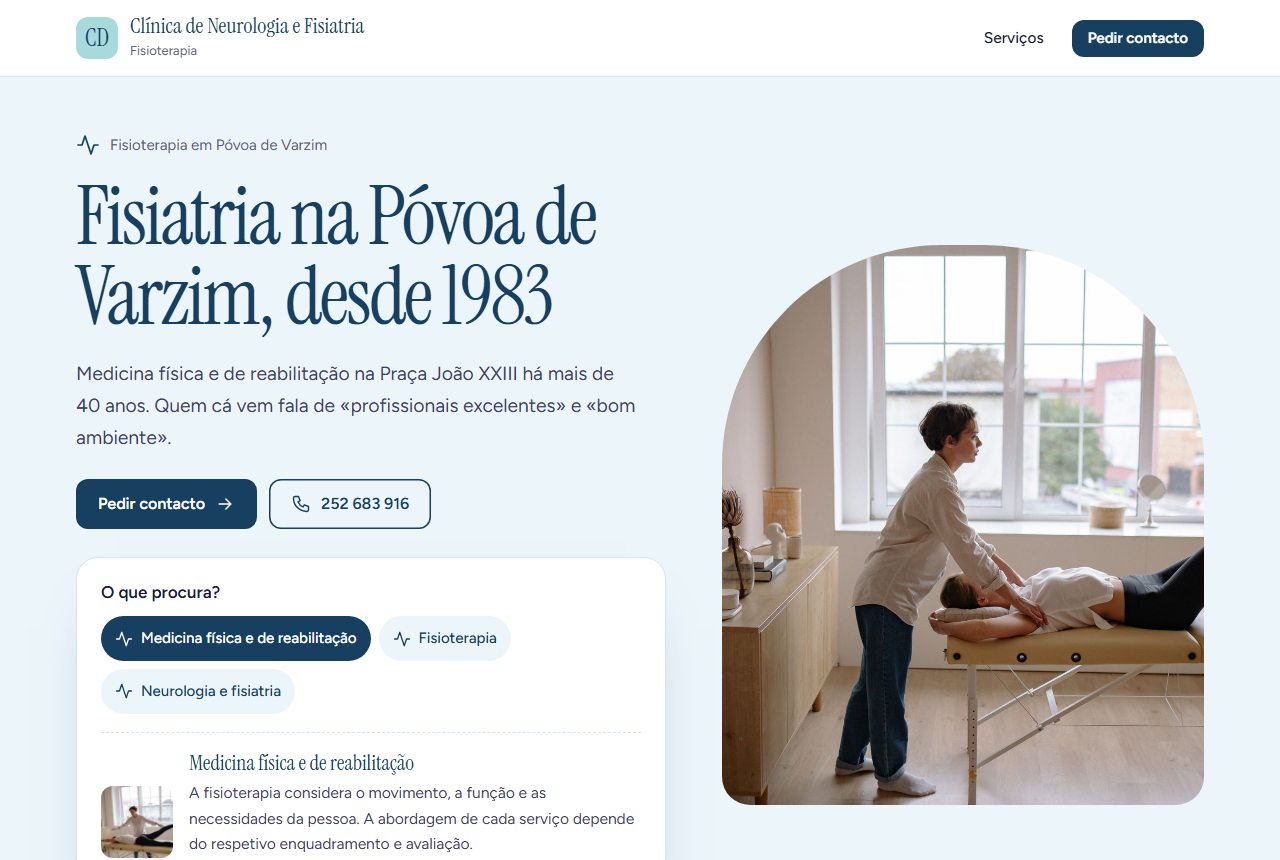 CD
Clínica de Neurologia e Fisiatria
Fisioterapia
Serviços
Pedir contacto
Fisioterapia em Póvoa de Varzim
Fisiatria na Póvoa de
Varzim, desde 1983
Medicina física e de reabilitação na Praça João XXIII há mais de
40 anos. Quem cá vem fala de «profissionais excelentes» e «bom
ambiente».
Pedir contacto
252 683 916
O que procura?
Medicina física e de reabilitação
Fisioterapia
Neurologia e fisiatria
Medicina física e de reabilitação
A fisioterapia considera o movimento, a função e as
necessidades da pessoa. A abordagem de cada serviço depende
do respetivo enquadramento e avaliação.